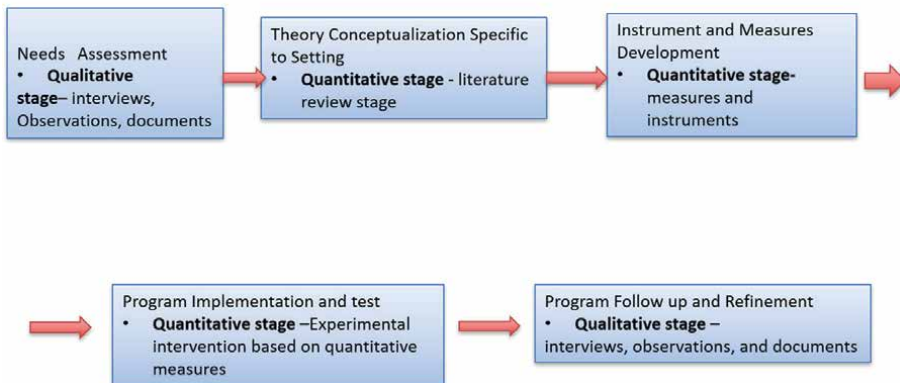 Needs Assessment
• Qualitative
stage– interviews,
Observations, documents
Theory Conceptualization Specific
to Setting
• Quantitative stage - literature
review stage
Instrument and Measures
Development
• Quantitative stage-
measures and
instruments
Program Implementation and test
• Quantitative stage –Experimental
intervention based on quantitative
measures
Program Follow up and Refinement
• Qualitative stage –
interviews, observations, and documents